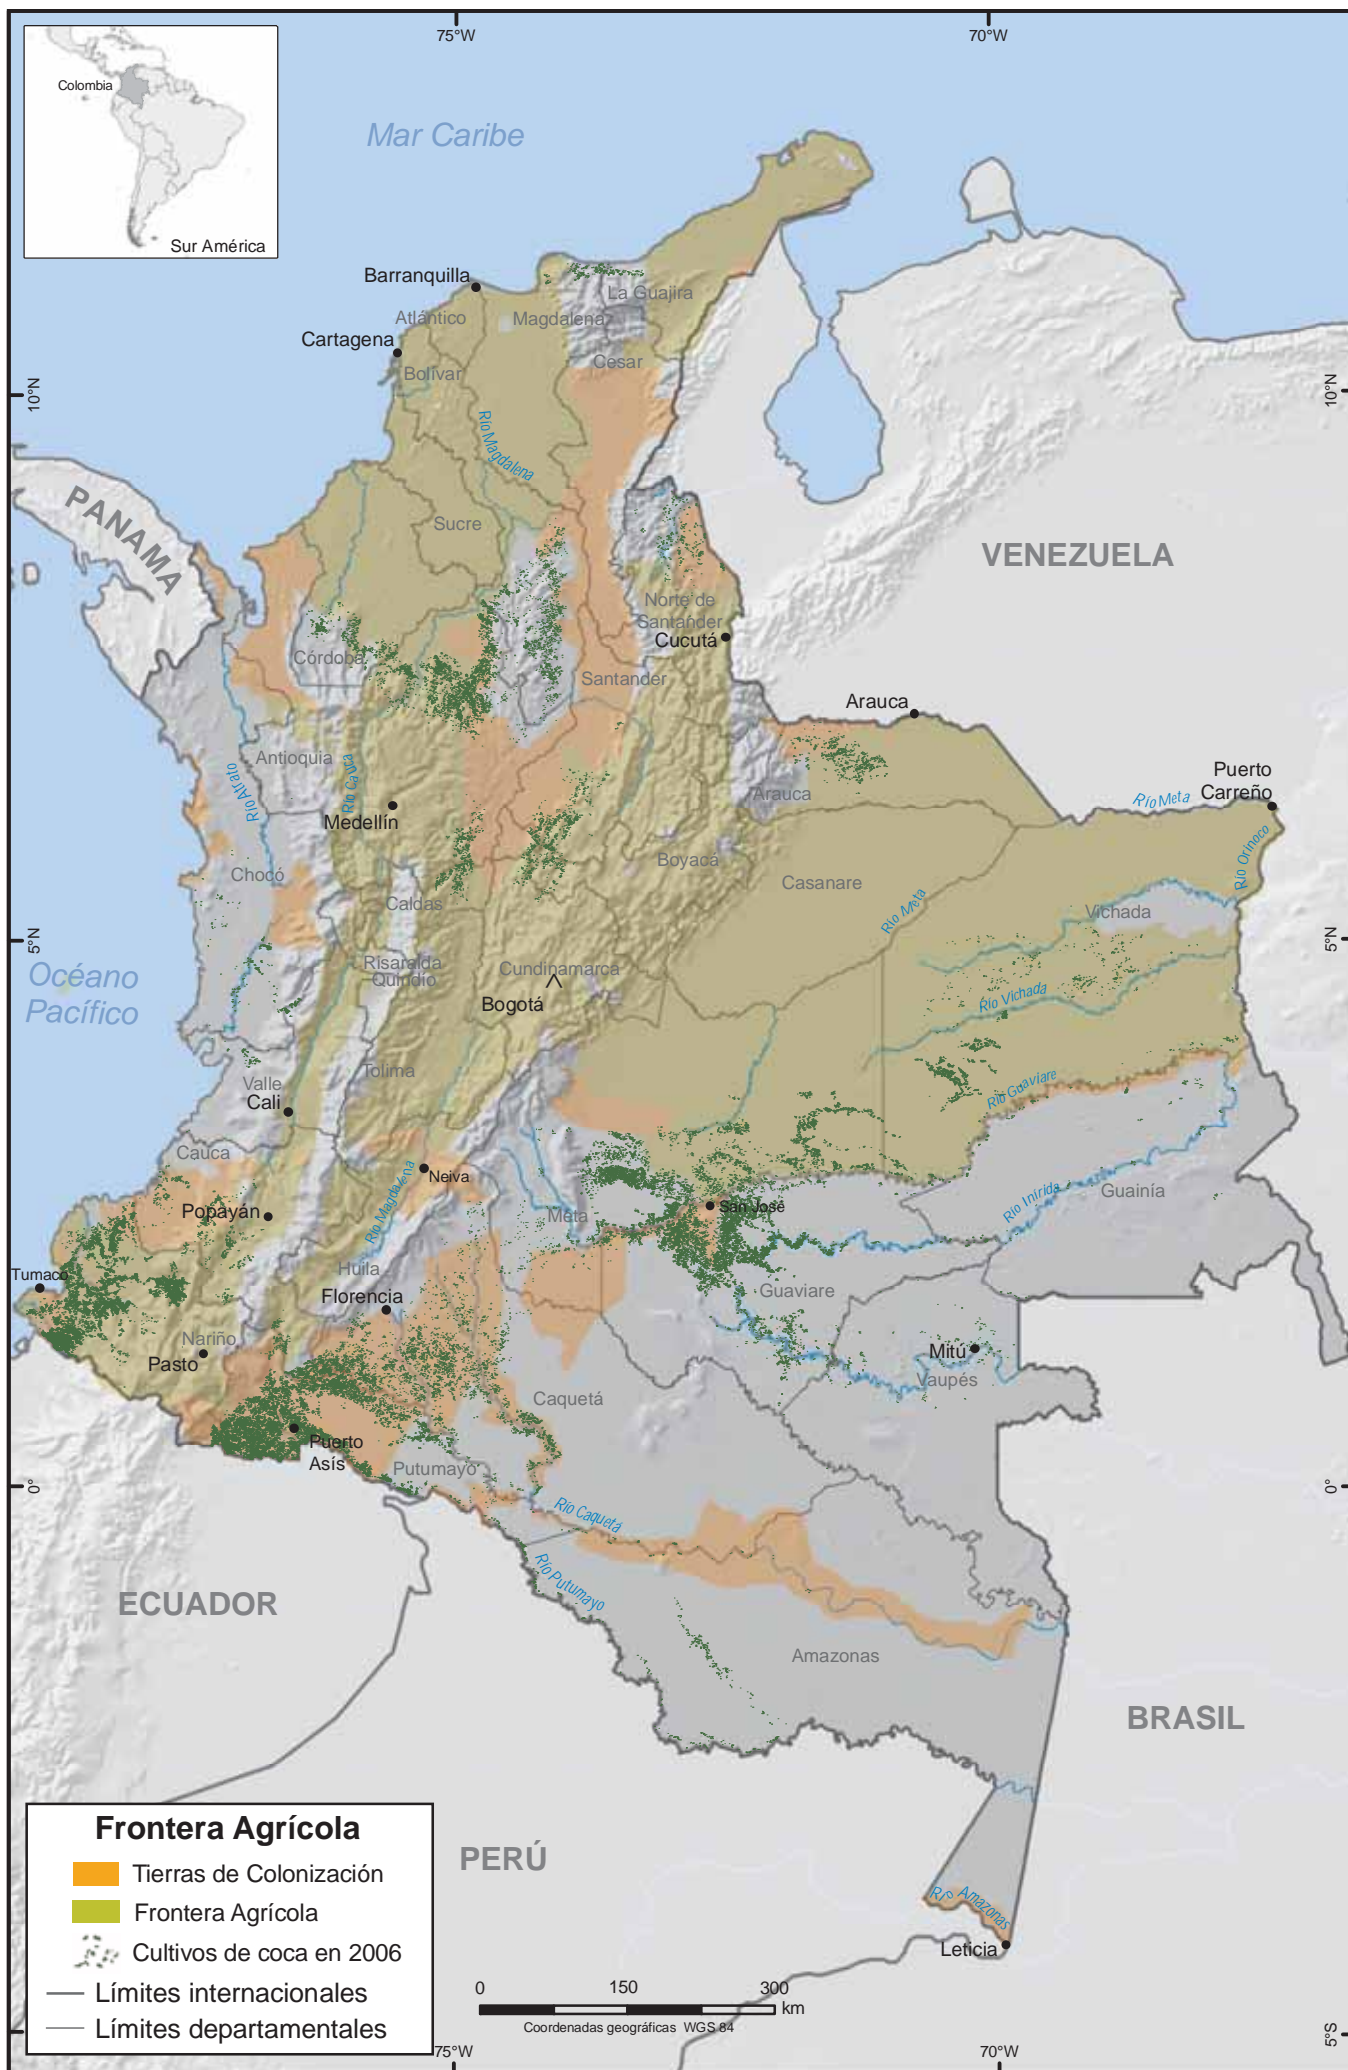 75°W
70°W
Colombia
Sur América
Mar Caribe
Barranquilla
La Guajira
Atlántico
Magdalena
Cartagena
Cesar
Bolívar
10°N
10°N
Río Magdalena
PANAMA
Sucre
VENEZUELA
Norte de
Santander
Cucutá
Córdoba
Santander
Arauca
Antioquia
Río Atrato
Río Cauca
Puerto
Carreño
Río Meta
Arauca
Medellín
Río Orinoco
Boyacá
Chocó
Casanare
Caldas
Río Meta
Vichada
5°N
5°N
Océano
Pacífico
Risaralda
Quindío
Cundinamarca
Bogotá
Río Vichada
Tolima
Valle
Cali
Río Guaviare
Cauca
Neiva
Río Magdalena
Río Inírida
Guainía
Popayán
Meta
San José
Huila
Tumaco
Florencia
Guaviare
Nariño
Pasto
Mitú
Vaupés
Caquetá
Puerto
Asís
Putumayo
0°
0°
Río Caquetá
Río Putumayo
ECUADOR
Amazonas
BRASIL
PERÚ
Río Amazonas
Leticia
Frontera Agrícola
Tierras de Colonización
Frontera Agrícola
Cultivos de coca en 2006
Límites internacionales
Límites departamentales
0 150 300
km
Coordenadas geográficas WGS 84
5°S
75°W
70°W